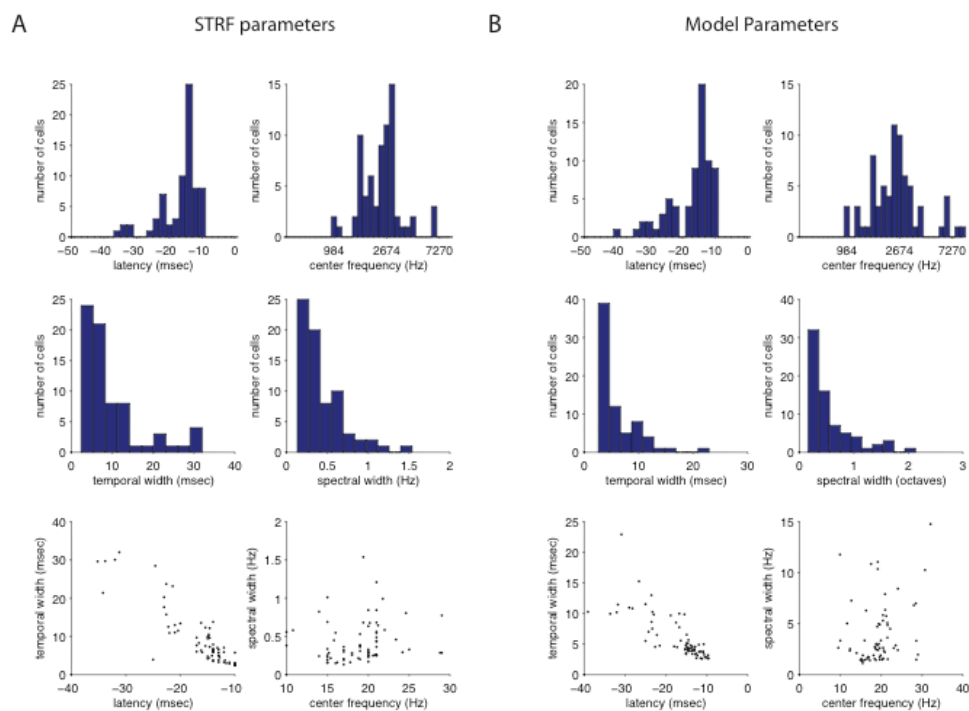 A STRF parameters
B Model Parameters
number of cells
25
20
15
10
5
0
−50 −40 −30 −20 −10 0
latency (msec)
number of cells
15
10
5
0
984 2674 7270
center frequency (Hz)
number of cells
20
15
10
5
0
−50 −40 −30 −20 −10 0
latency (msec)
number of cells
15
10
5
0
984 2674 7270
center frequency (Hz)
number of cells
25
20
15
10
5
0
0 10 20 30 40
temporal width (msec)
number of cells
25
20
15
10
5
0
0 0.5 1 1.5 2
spectral width (Hz)
number of cells
40
30
20
10
0
0 10 20 30
temporal width (msec)
number of cells
40
30
20
10
0
0 1 2 3
spectral width (octaves)
temporal width (msec)
40
30
20
10
0
−40 −30 −20 −10
latency (msec)
spectral width (Hz)
2
1.5
1
0.5
0
10 15 20 25 30
center frequency (Hz)
temporal width (msec)
25
20
15
10
5
0
−40 −30 −20 −10 0
latency (msec)
spectral width (Hz)
15
10
5
0
0 10 20 30 40
center frequency (Hz)